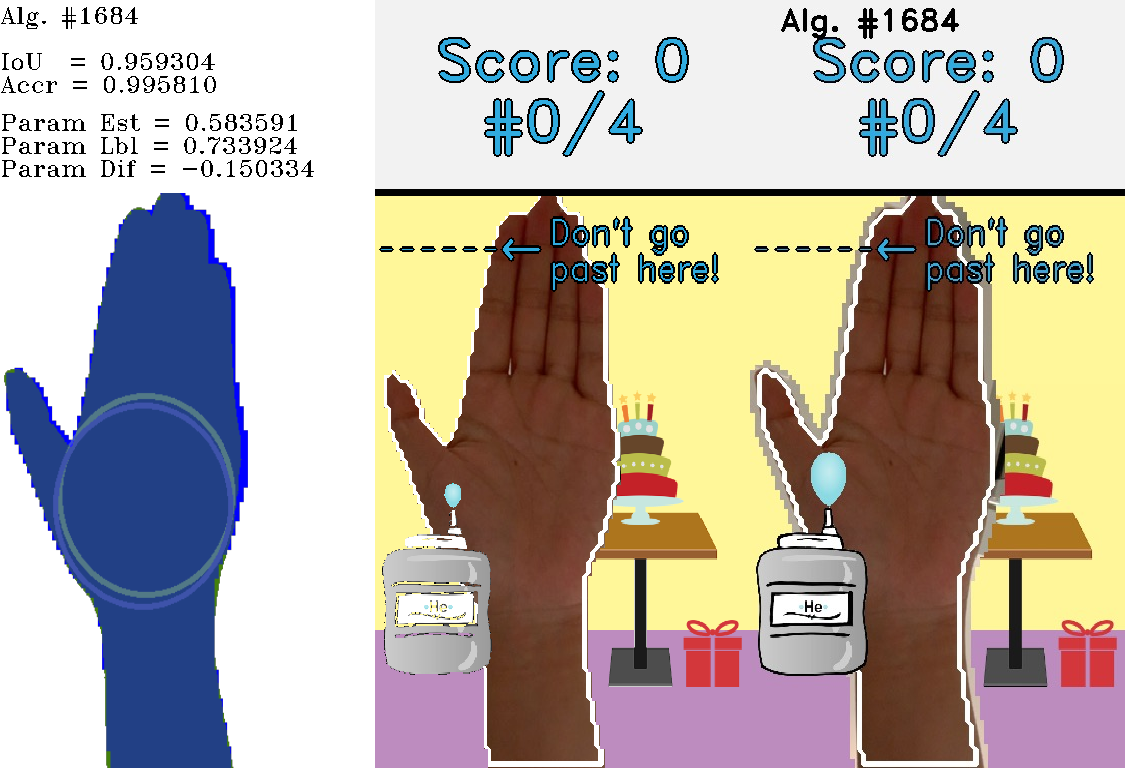 Alg. #1684
IoU = 0.959304
Accr = 0.995810
Param Est = 0.583591
Param Lbl = 0.733924
Param Dif = −0.150334
Score: 0
#0/4
Don't go
past here!
He
Alg. #1684
Score: 0
#0/4
Don't go
past here!
He